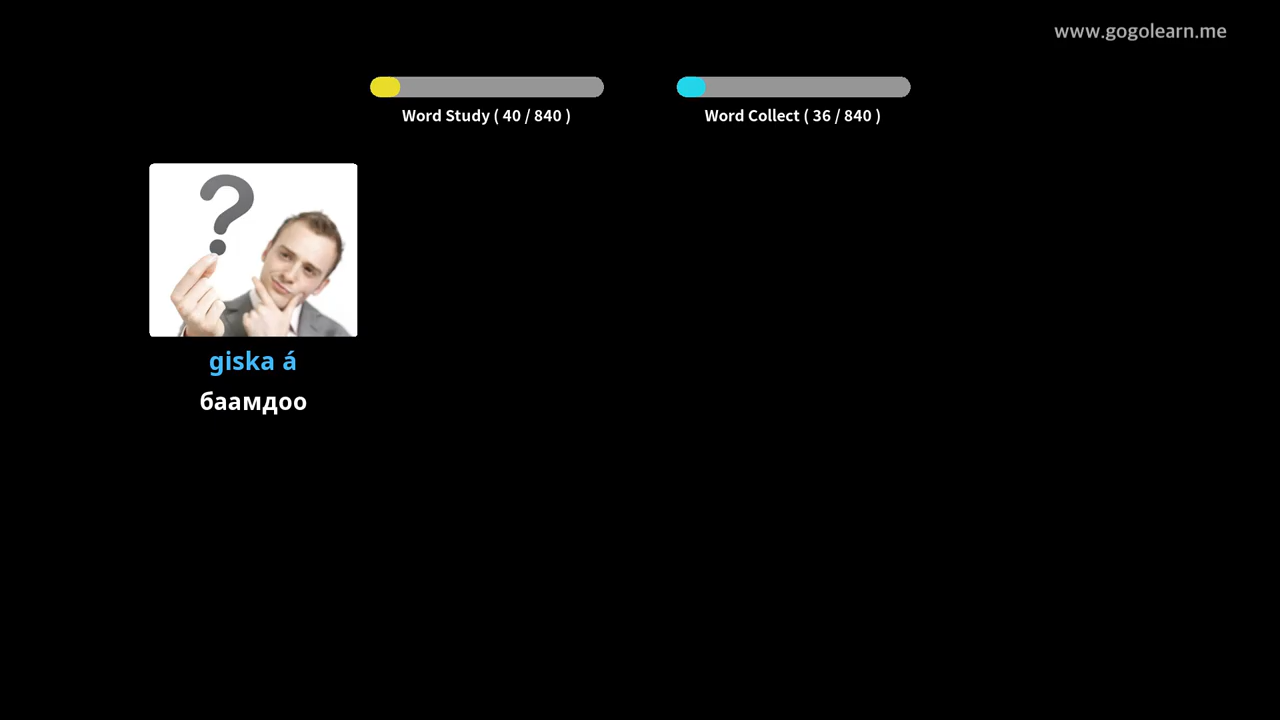 www.gogolearn.me
Word Study ( 40 / 840 )
Word Collect ( 36 / 840 )
giska á
баамдоо